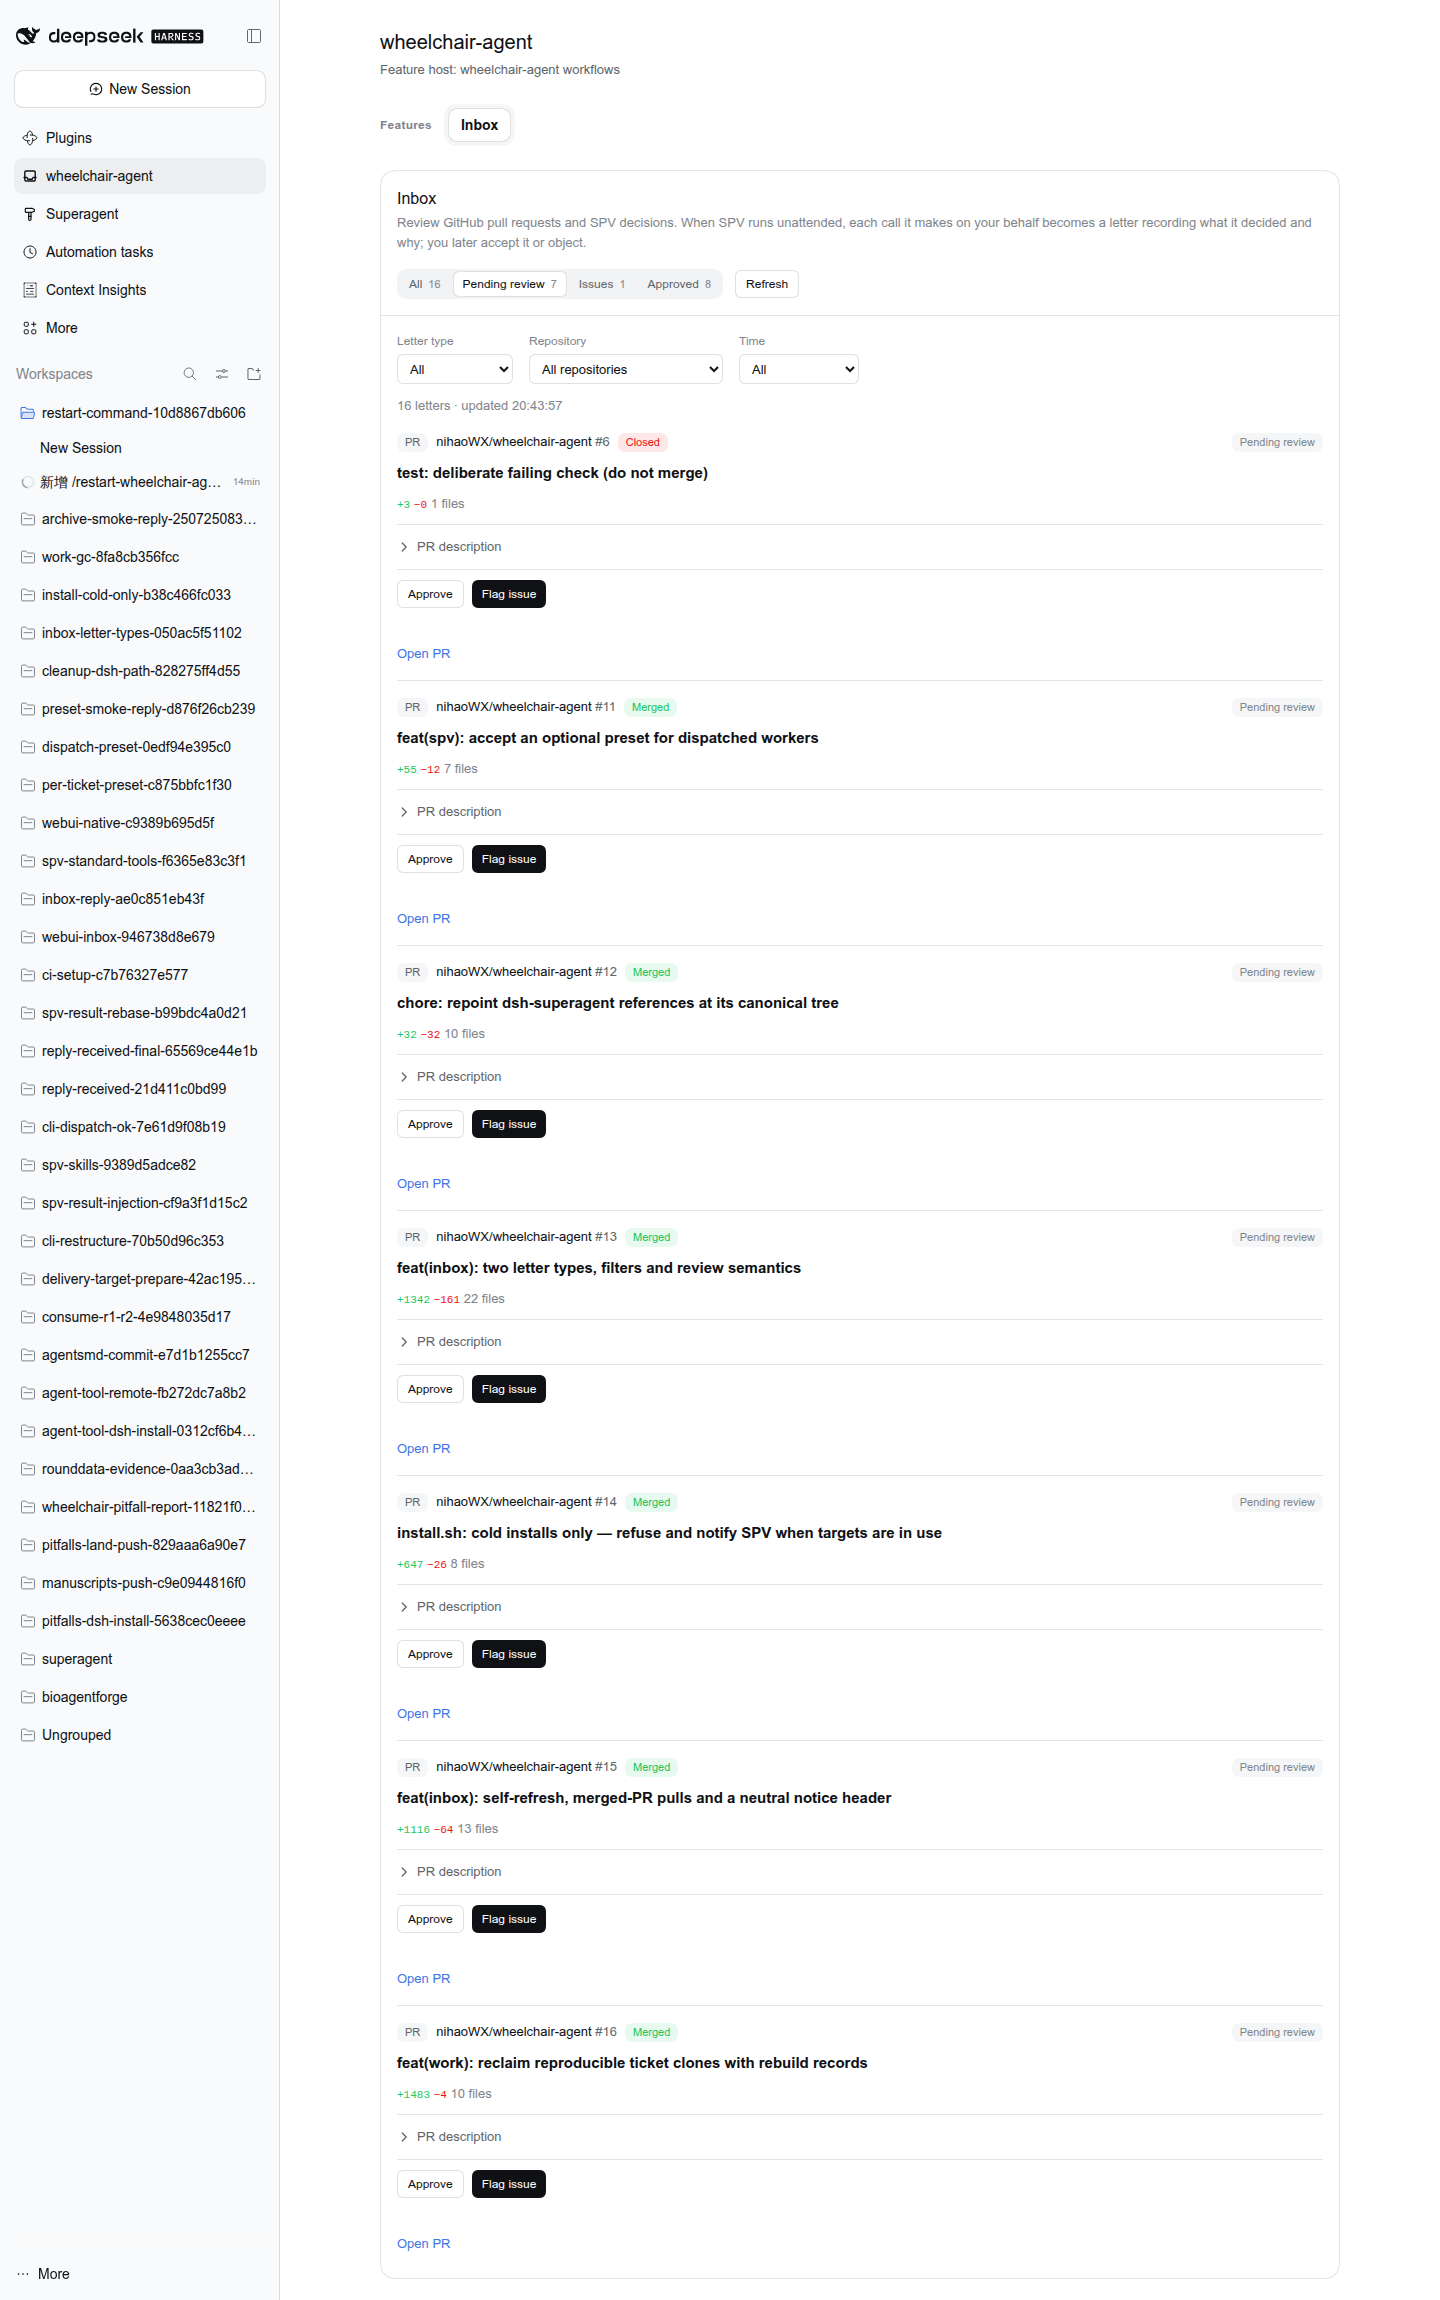 deepseek HARNESS
New Session
Plugins
wheelchair-agent
Superagent
Automation tasks
Context Insights
More
Workspaces
restart-command-10d8867db606
New Session
新增 /restart-wheelchair-ag… 14min
archive-smoke-reply-250725083…
work-gc-8fa8cb356fcc
install-cold-only-b38c466fc033
inbox-letter-types-050ac5f51102
cleanup-dsh-path-828275ff4d55
preset-smoke-reply-d876f26cb239
dispatch-preset-0edf94e395c0
per-ticket-preset-c875bbfc1f30
webui-native-c9389b695d5f
spv-standard-tools-f6365e83c3f1
inbox-reply-ae0c851eb43f
webui-inbox-946738d8e679
ci-setup-c7b76327e577
spv-result-rebase-b99bdc4a0d21
reply-received-final-65569ce44e1b
reply-received-21d411c0bd99
cli-dispatch-ok-7e61d9f08b19
spv-skills-9389d5adce82
spv-result-injection-cf9a3f1d15c2
cli-restructure-70b50d96c353
delivery-target-prepare-42ac195…
consume-r1-r2-4e9848035d17
agentsmd-commit-e7d1b1255cc7
agent-tool-remote-fb272dc7a8b2
agent-tool-dsh-install-0312cf6b4…
rounddata-evidence-0aa3cb3ad…
wheelchair-pitfall-report-11821f0…
pitfalls-land-push-829aaa6a90e7
manuscripts-push-c9e0944816f0
pitfalls-dsh-install-5638cec0eeee
superagent
bioagentforge
Ungrouped
More
wheelchair-agent
Feature host: wheelchair-agent workflows
Features Inbox
Inbox
Review GitHub pull requests and SPV decisions. When SPV runs unattended, each call it makes on your behalf becomes a letter recording what it decided and
why; you later accept it or object.
All 16 Pending review 7 Issues 1 Approved 8 Refresh
Letter type Repository Time
All All repositories All
16 letters · updated 20:43:57
PR nihaoWX/wheelchair-agent #6 Closed Pending review
test: deliberate failing check (do not merge)
+3 −0 1 files
PR description
Approve Flag issue
Open PR
PR nihaoWX/wheelchair-agent #11 Merged Pending review
feat(spv): accept an optional preset for dispatched workers
+55 −12 7 files
PR description
Approve Flag issue
Open PR
PR nihaoWX/wheelchair-agent #12 Merged Pending review
chore: repoint dsh-superagent references at its canonical tree
+32 −32 10 files
PR description
Approve Flag issue
Open PR
PR nihaoWX/wheelchair-agent #13 Merged Pending review
feat(inbox): two letter types, filters and review semantics
+1342 −161 22 files
PR description
Approve Flag issue
Open PR
PR nihaoWX/wheelchair-agent #14 Merged Pending review
install.sh: cold installs only — refuse and notify SPV when targets are in use
+647 −26 8 files
PR description
Approve Flag issue
Open PR
PR nihaoWX/wheelchair-agent #15 Merged Pending review
feat(inbox): self-refresh, merged-PR pulls and a neutral notice header
+1116 −64 13 files
PR description
Approve Flag issue
Open PR
PR nihaoWX/wheelchair-agent #16 Merged Pending review
feat(work): reclaim reproducible ticket clones with rebuild records
+1483 −4 10 files
PR description
Approve Flag issue
Open PR